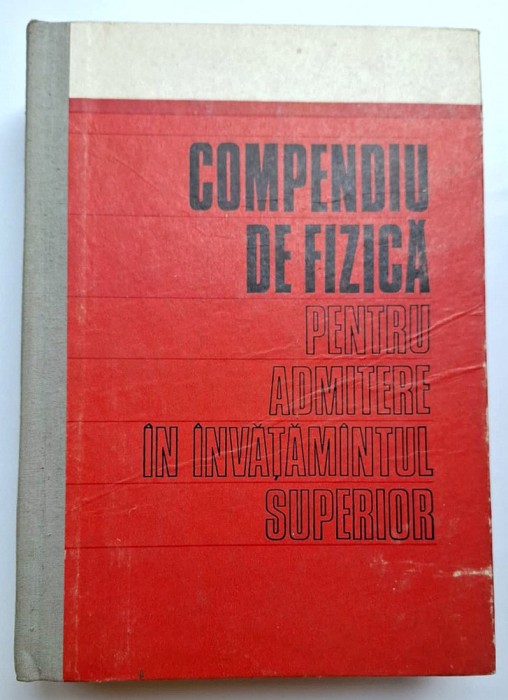 COMPENDIU
DE FIZICĂ
PENTRU
ADMITERE
ÎN ÎNVĂȚĂMÎNTUL
SUPERIOR